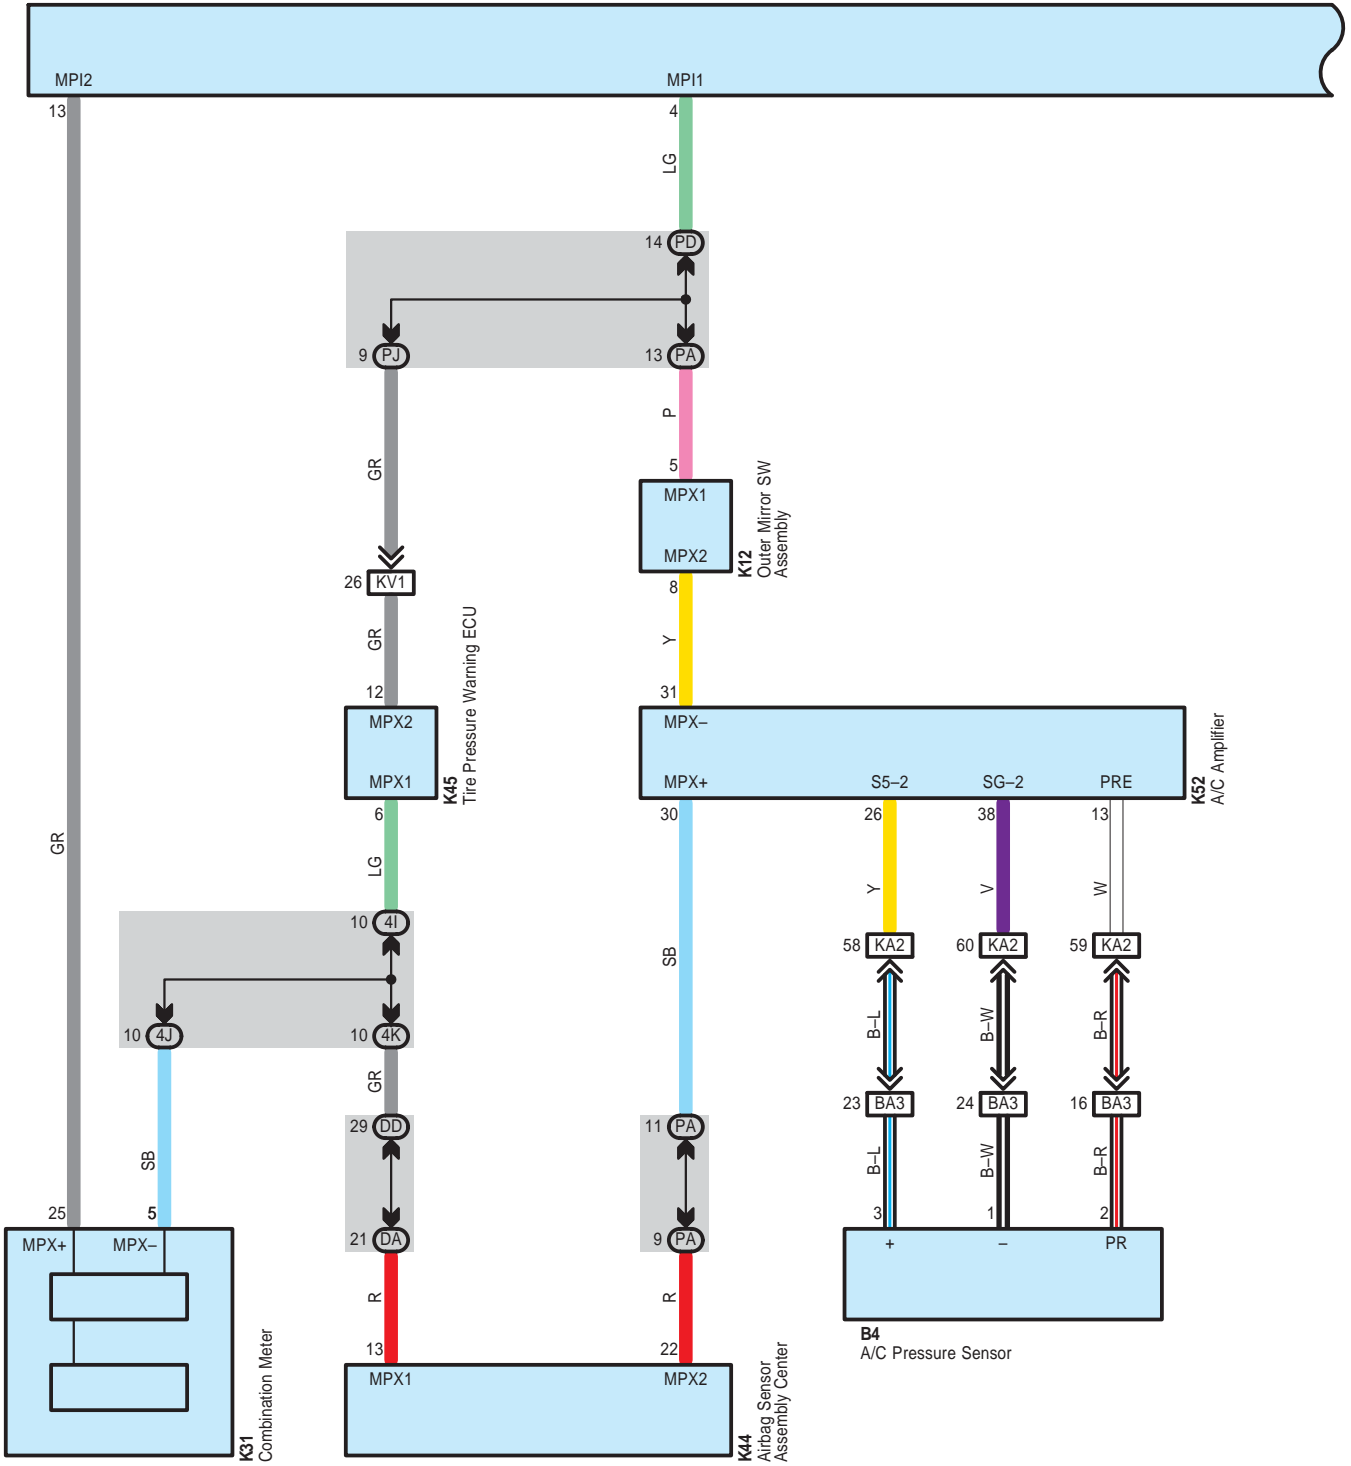 MPI2
MPI1
13
4
LG
14 PD
9 PJ
13 PA
P
GR
5
MPX1
MPX2
K12
Outer Mirror SW
Assembly
26 KV1
8
GR
Y
12
31
MPX2
MPX1
K45
Tire Pressure Warning ECU
MPX–
MPX+
S5–2
SG–2
PRE
K52
A/C Amplifier
6
30
26
38
13
GR
LG
Y
V
W
10 4I
58 KA2
60 KA2
59 KA2
SB
10 4J
10 4K
B–L
B–W
B–R
GR
23 BA3
24 BA3
16 BA3
29 DD
11 PA
SB
B–L
B–W
B–R
25
5
21 DA
9 PA
3
1
2
MPX+
MPX–
+
–
PR
R
R
B4
A/C Pressure Sensor
13
22
MPX1
MPX2
K31
Combination Meter
K44
Airbag Sensor
Assembly Center